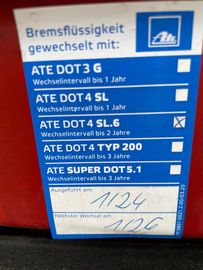 Bremsflüssigkeit
gewechselt mit:
Ate
ATE DOT 3 G
Wechselintervall bis 1 Jahr
ATE DOT 4 SL
Wechselintervall bis 1 Jahr
ATE DOT 4 SL.6
Wechselintervall bis 2 Jahre
ATE DOT 4 TYP 200
Wechselintervall bis 3 Jahre
ATE SUPER DOT 5.1
Wechselintervall bis 2 Jahre
Ausgeführt am:
1/24
Nächster Wechsel am:
1/26